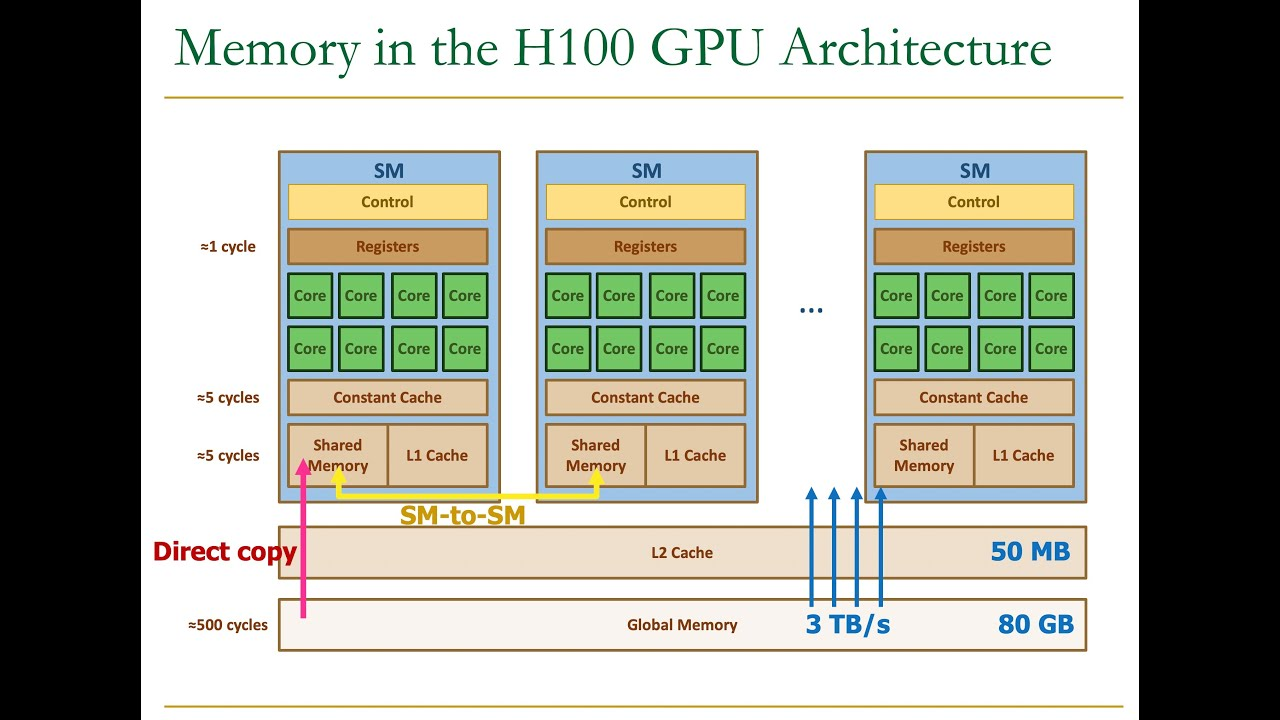 Memory in the H100 GPU Architecture
SM SM SM
Control Control Control
≈1 cycle Registers Registers Registers
Core Core Core Core Core Core Core Core Core Core Core Core
...
Core Core Core Core Core Core Core Core Core Core Core Core
≈5 cycles Constant Cache Constant Cache Constant Cache
≈5 cycles Shared Memory L1 Cache Shared Memory L1 Cache Shared Memory L1 Cache
SM-to-SM
Direct copy L2 Cache 50 MB
≈500 cycles Global Memory 3 TB/s 80 GB